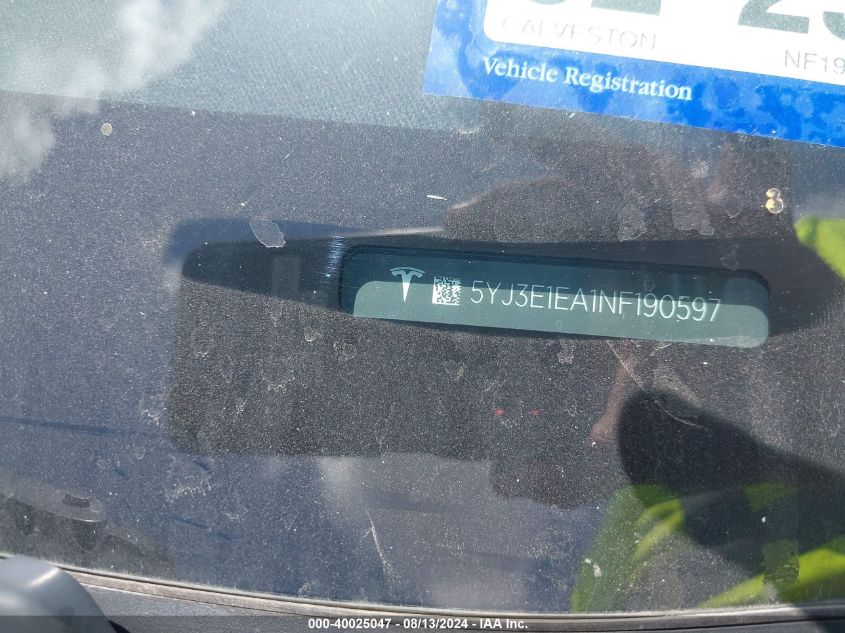 GALVESTON
NF19
Vehicle Registration
5YJ3E1EA1NF190597
000-40025047 - 08/13/2024 - IAA Inc.